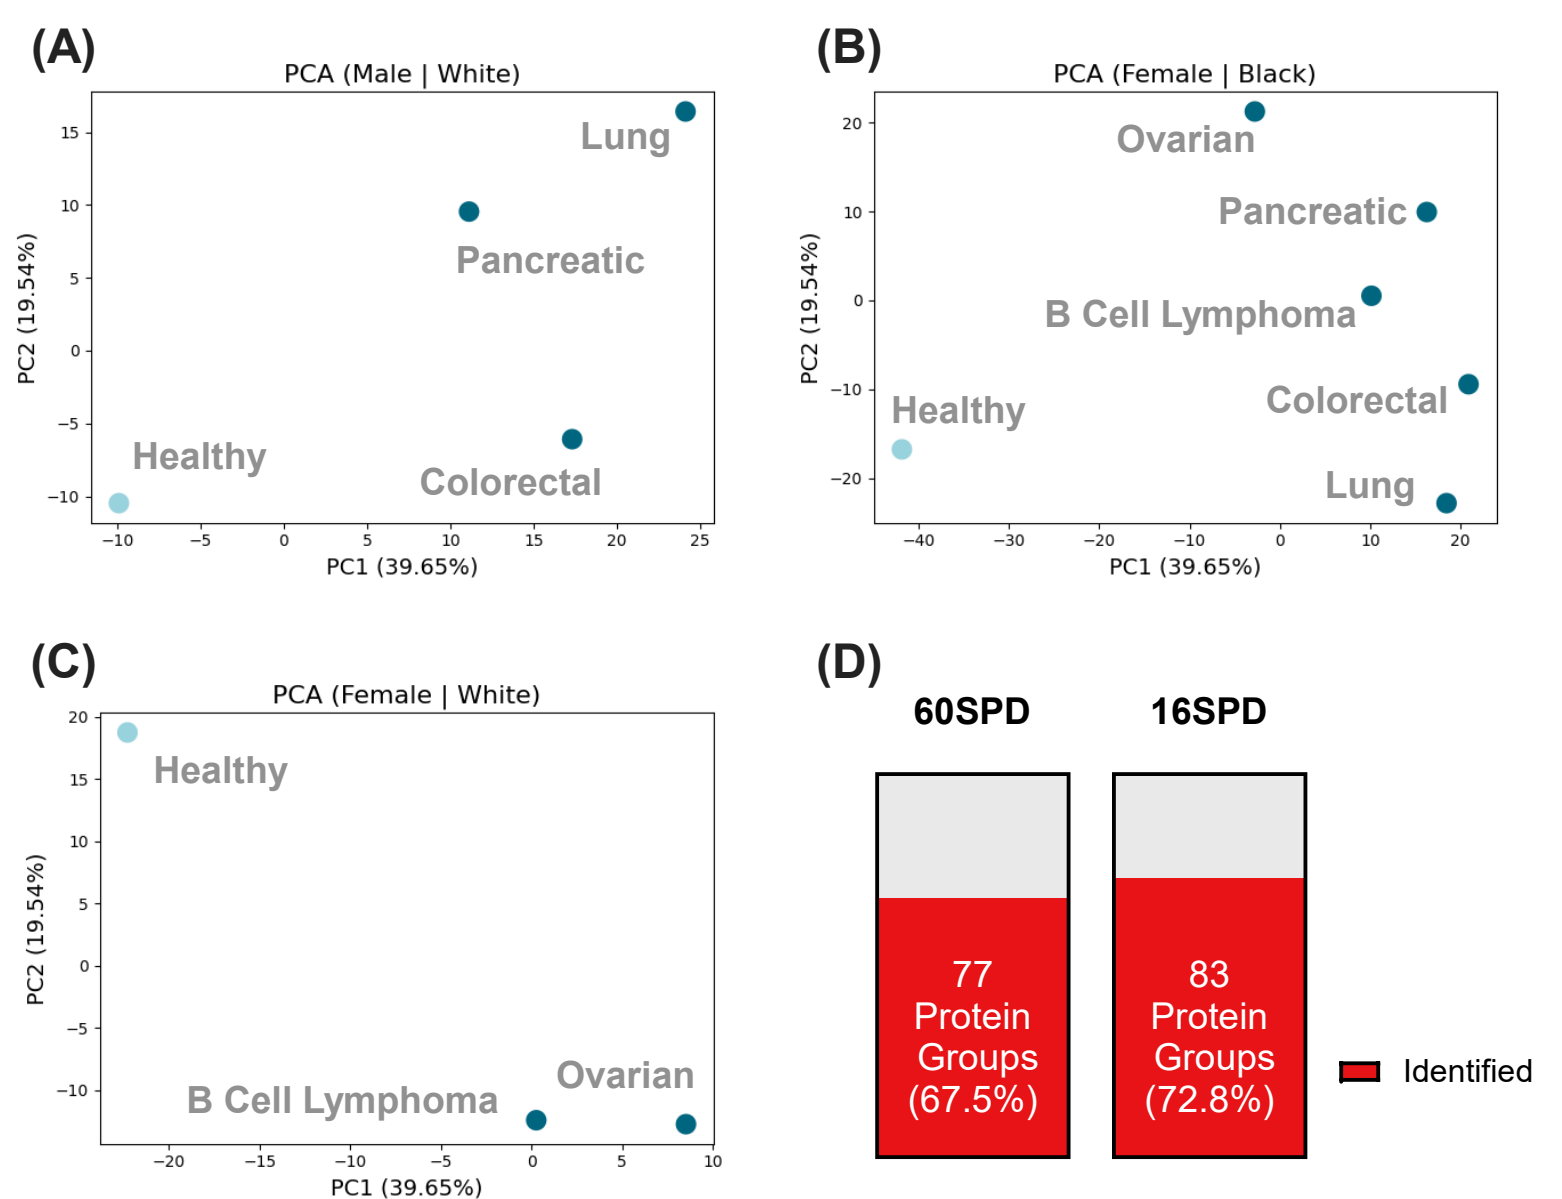 (A)
PCA (Male | White)
Lung
Pancreatic
Healthy
Colorectal
15
10
5
0
−5
−10
PC2 (19.54%)
−10 −5 0 5 10 15 20 25
PC1 (39.65%)
(B)
PCA (Female | Black)
Ovarian
Pancreatic
B Cell Lymphoma
Colorectal
Healthy
Lung
20
10
0
−10
−20
PC2 (19.54%)
−40 −30 −20 −10 0 10 20
PC1 (39.65%)
(C)
PCA (Female | White)
Healthy
Ovarian
B Cell Lymphoma
20
15
10
5
0
−5
−10
PC2 (19.54%)
−20 −15 −10 −5 0 5 10
PC1 (39.65%)
(D)
60SPD
77
Protein
Groups
(67.5%)
16SPD
83
Protein
Groups
(72.8%)
Identified